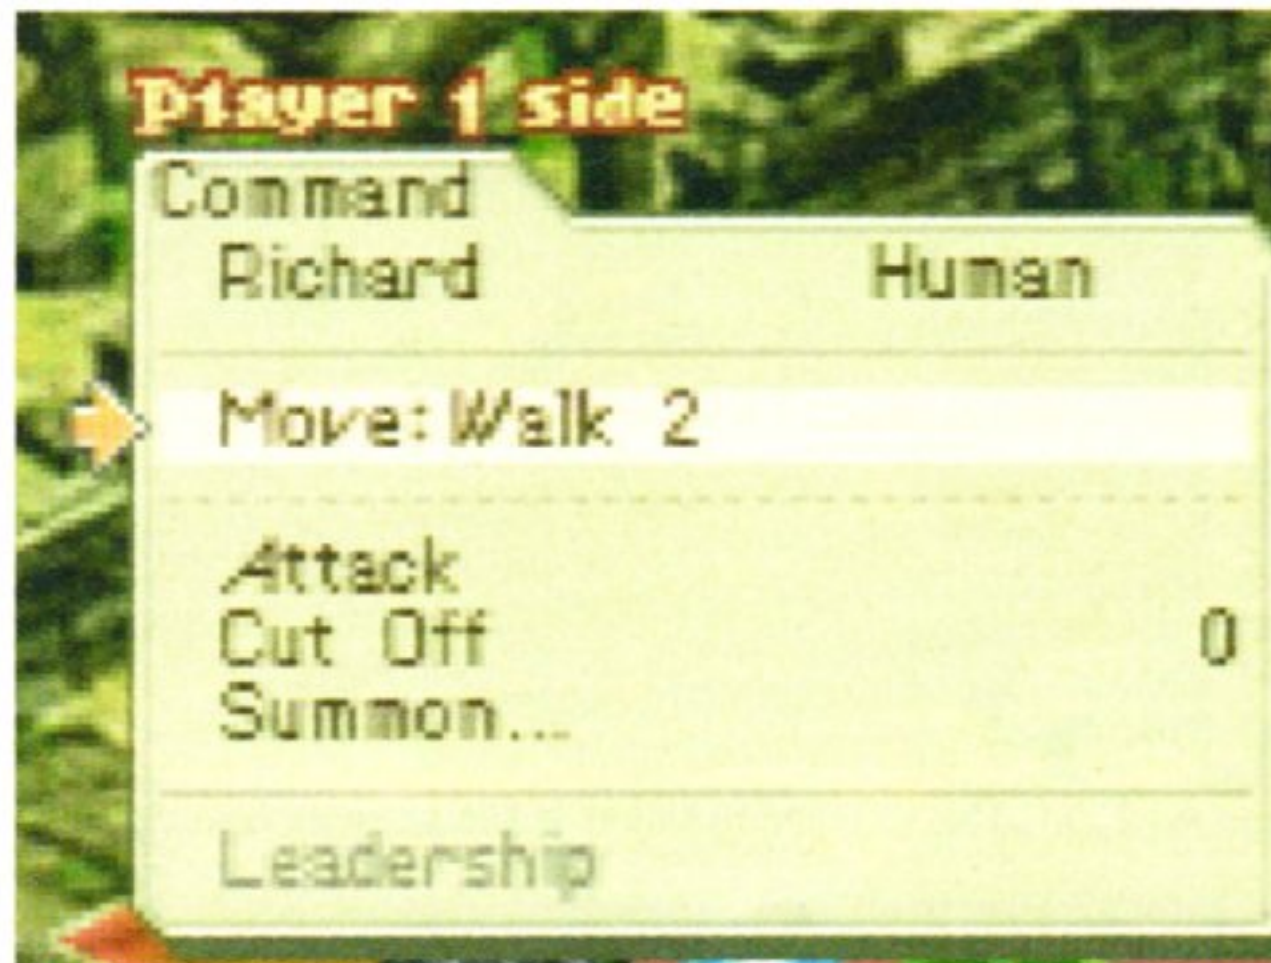 Player 1 side
Command
Richard Human
Move: Walk 2
Attack
Cut Off 0
Summon...
Leadership